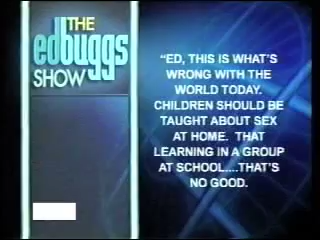 THE
edbuggs
SHOW
“ED, THIS IS WHAT'S
WRONG WITH THE
WORLD TODAY.
CHILDREN SHOULD BE
TAUGHT ABOUT SEX
AT HOME.  THAT
LEARNING IN A GROUP
AT SCHOOL....THAT'S
NO GOOD.